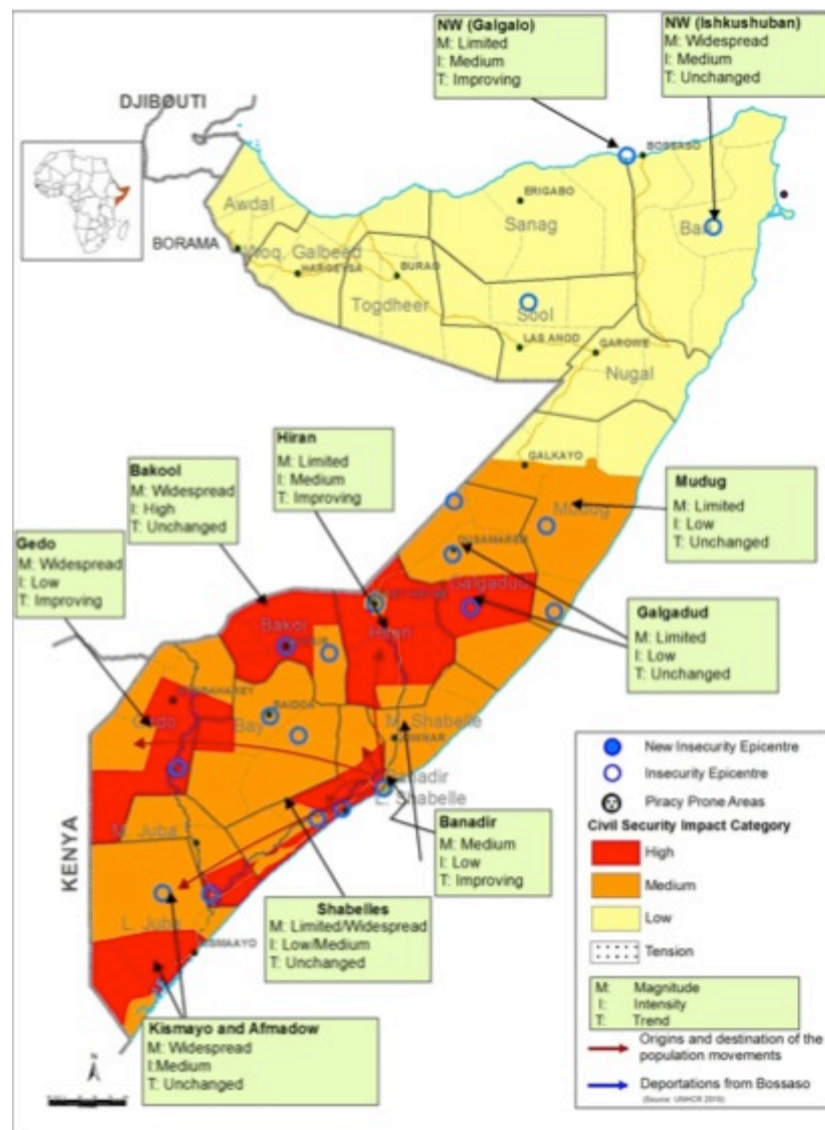 NW (Galgalo)
M: Limited
I: Medium
T: Improving
NW (Ishkushuban)
M: Widespread
I: Medium
T: Unchanged
DJIBOUTI
BOSSASO
Awdal
ERIGABO
Sanag
Bari
BORAMA
Woq Galbeed
HARGEYSA
BURAO
Togdheer
Sool
LAS ANOD
GAROWE
Nugal
GALKAYO
Hiran
M: Limited
I: Medium
T: Improving
Bakool
M: Widespread
I: High
T: Unchanged
Mudug
M: Limited
I: Low
T: Unchanged
Mudug
Gedo
M: Widespread
I: Low
T: Improving
DUSAMAREB
Galgadud
Galgadud
M: Limited
I: Low
T: Unchanged
Bakol
Hiran
Gedo
BAIDOA
Bay
M. Shabelle
JOWHAR
Banadir
L. Shabelle
KENYA
M. Juba
L. Juba
KISMAAYO
Banadir
M: Medium
I: Low
T: Improving
Shabelles
M: Limited/Widespread
I: Low/Medium
T: Unchanged
Kismayo and Afmadow
M: Widespread
I:Medium
T: Unchanged
New Insecurity Epicentre
Insecurity Epicentre
Piracy Prone Areas
Civil Security Impact Category
High
Medium
Low
Tension
M: Magnitude
I: Intensity
T: Trend
Origins and destination of the
population movements
Deportations from Bossaso
(Source: UNHCR 2010)
N